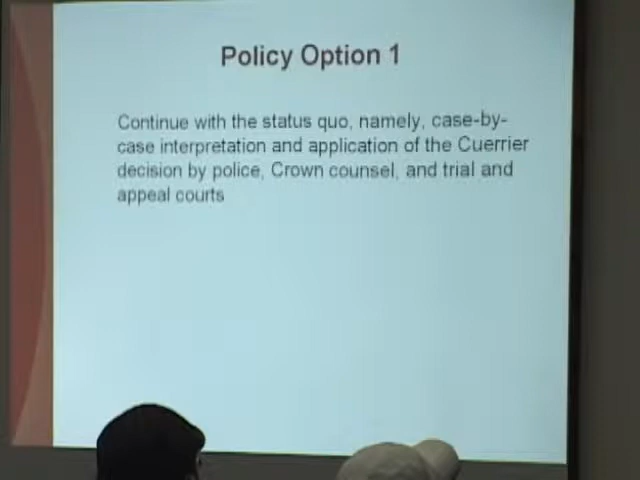 Policy Option 1
Continue with the status quo, namely, case-by-
case interpretation and application of the Cuerrier
decision by police, Crown counsel, and trial and
appeal courts